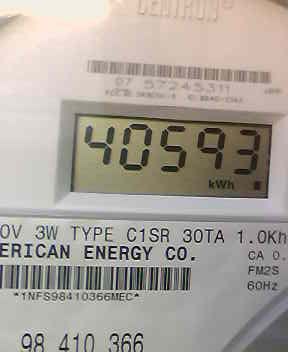 CENTRON®
07 57245311
40593
kWh
0V 3W TYPE C1SR 30TA 1.0Kh
ERICAN ENERGY CO.
CA 0.
FM2S
60Hz
*1NFS98410366MEC*
98 410 366